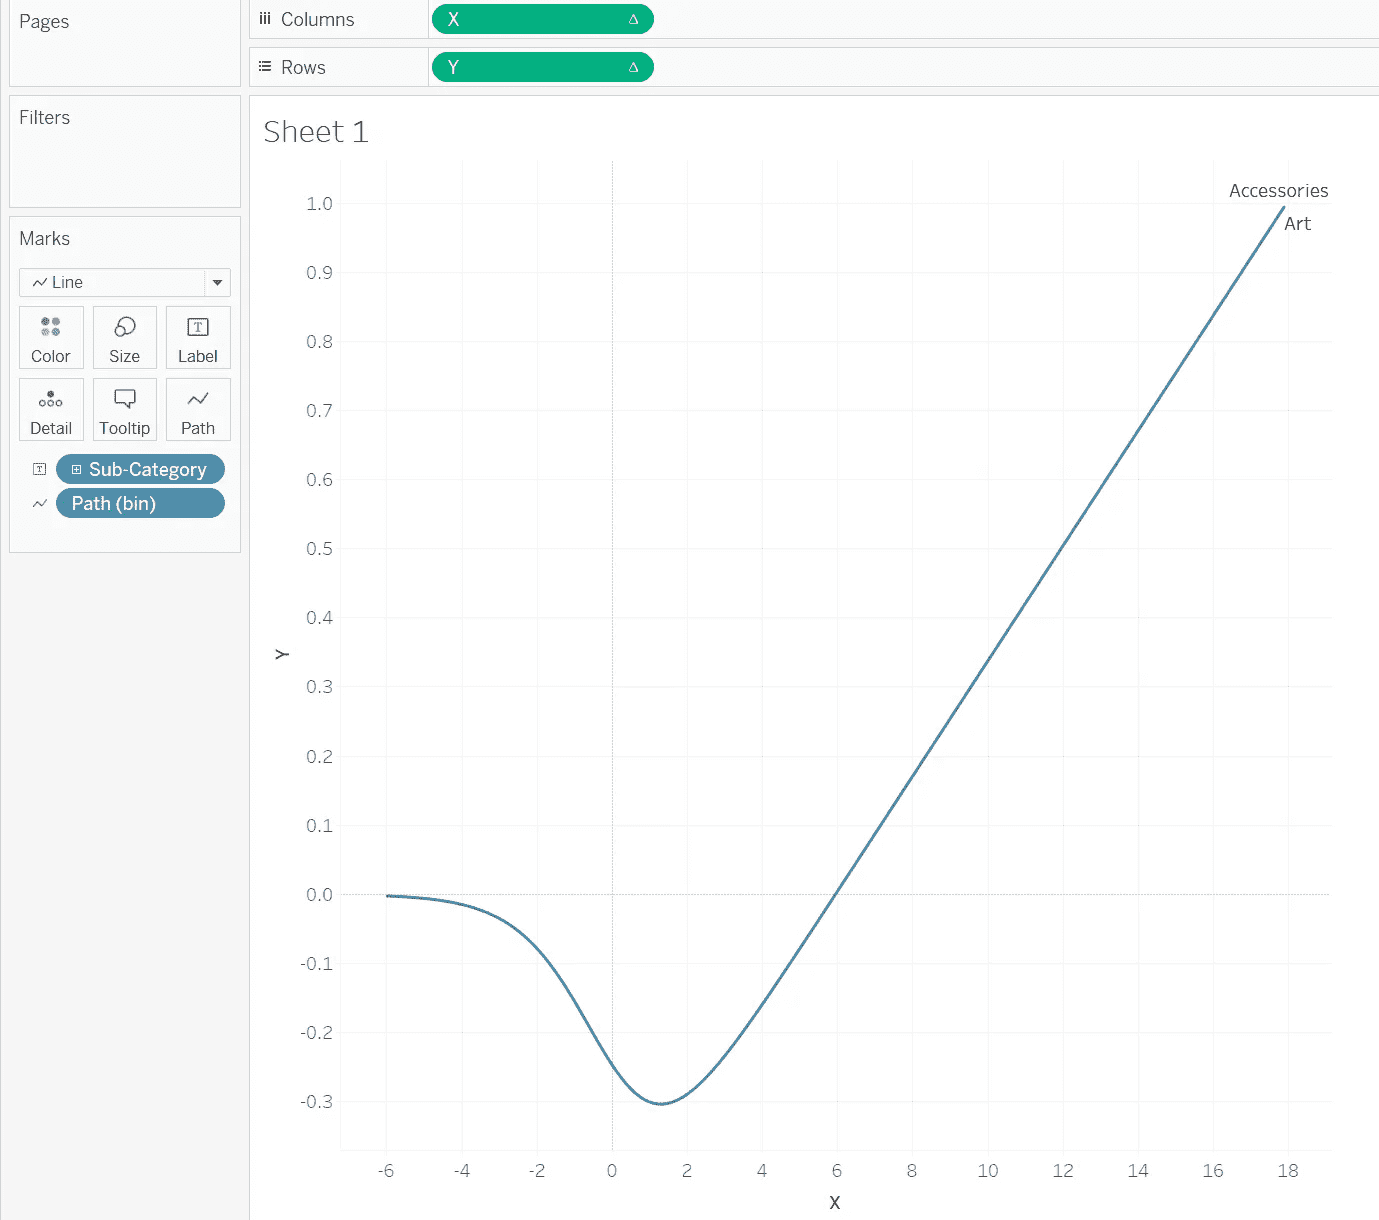 Pages
Columns
X
Rows
Y
Filters
Marks
Line
Color
Size
Label
Detail
Tooltip
Path
Sub-Category
Path (bin)
Sheet 1
Accessories
Art
1.0
0.9
0.8
0.7
0.6
0.5
0.4
0.3
0.2
0.1
0.0
-0.1
-0.2
-0.3
Y
-6 -4 -2 0 2 4 6 8 10 12 14 16 18
X